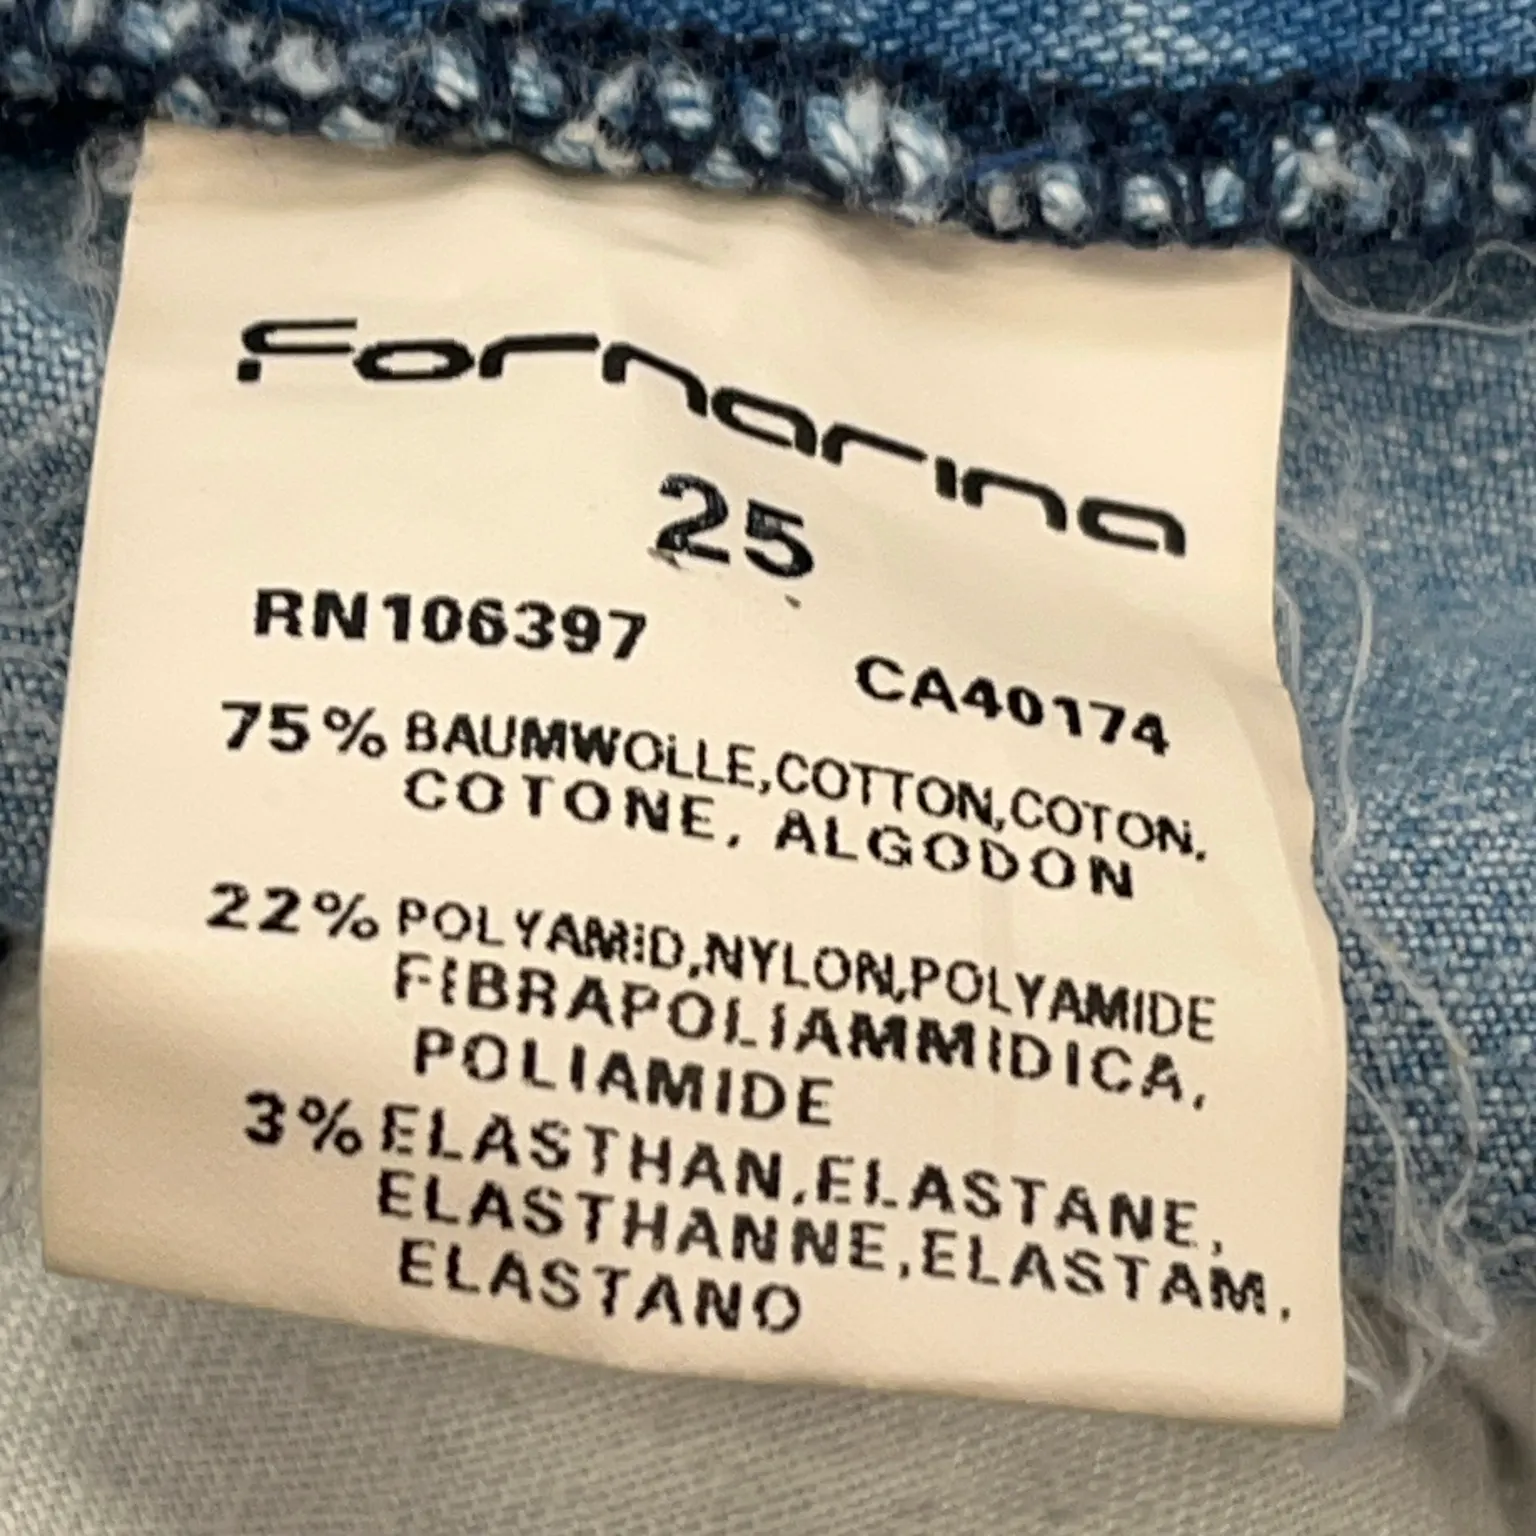 Fornarina
25
RN106397
CA40174
75% BAUMWOLLE,COTTON,COTON.
COTONE, ALGODON
22% POLYAMID,NYLON,POLYAMIDE
FIBRAPOLIAMMIDICA,
POLIAMIDE
3% ELASTHAN,ELASTANE,
ELASTHANNE,ELASTAM,
ELASTANO